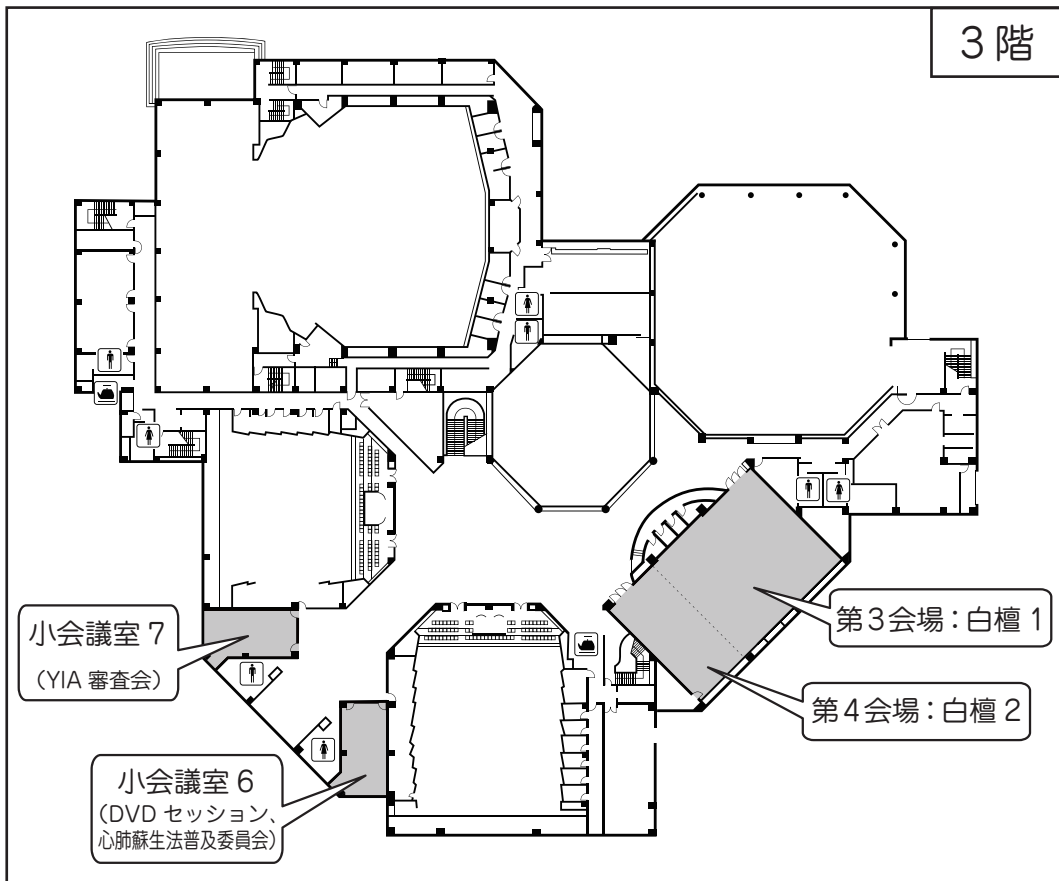 3階
小会議室7
（YIA 審査会）
第3会場：白檀1
第4会場：白檀2
小会議室6
（DVD セッション、
心肺蘇生法普及委員会）